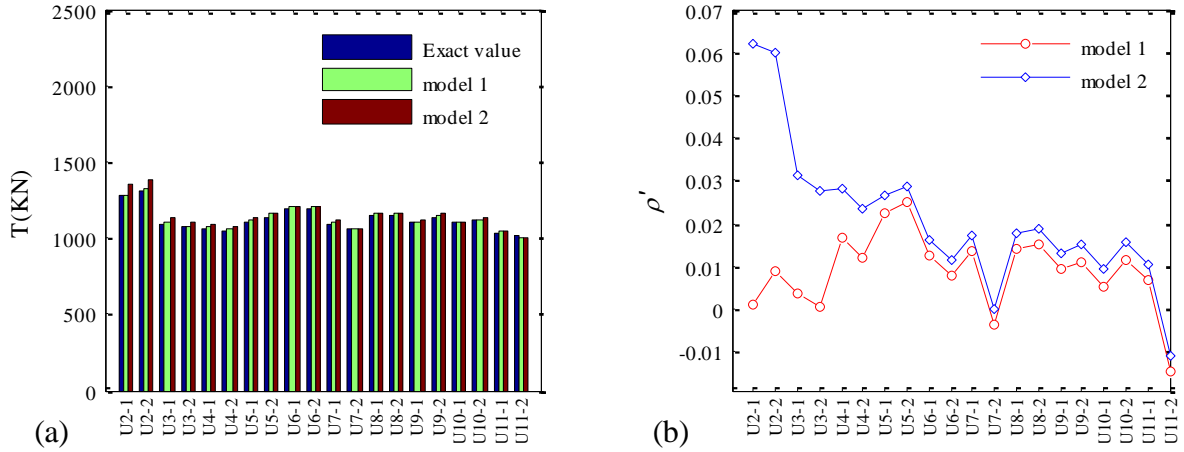 2500
2000
1500
1000
500
0
T(KN)
Exact value
model 1
model 2
U2-1
U2-2
U3-1
U3-2
U4-1
U4-2
U5-1
U5-2
U6-1
U6-2
U7-1
U7-2
U8-1
U8-2
U9-1
U9-2
U10-1
U10-2
U11-1
U11-2
(a)
0.07
0.06
0.05
0.04
0.03
0.02
0.01
0
-0.01
ρ'
model 1
model 2
U2-1
U2-2
U3-1
U3-2
U4-1
U4-2
U5-1
U5-2
U6-1
U6-2
U7-1
U7-2
U8-1
U8-2
U9-1
U9-2
U10-1
U10-2
U11-1
U11-2
(b)